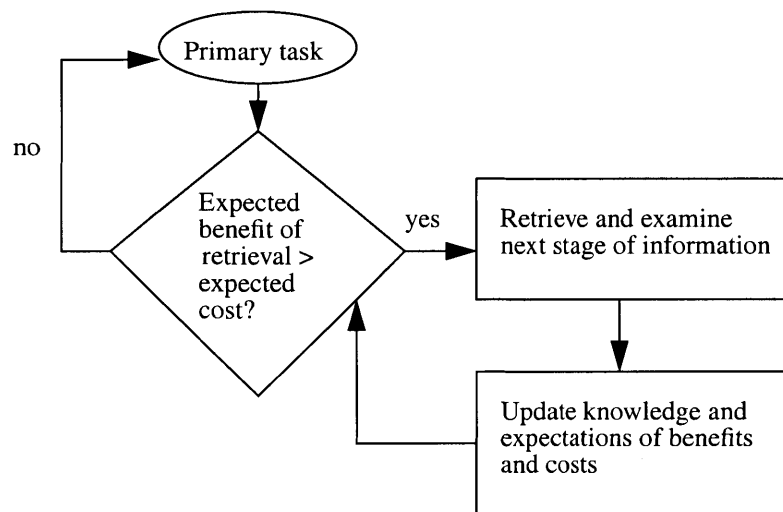 Primary task
no
Expected
benefit of
retrieval >
expected
cost?
yes
Retrieve and examine
next stage of information
Update knowledge and
expectations of benefits
and costs